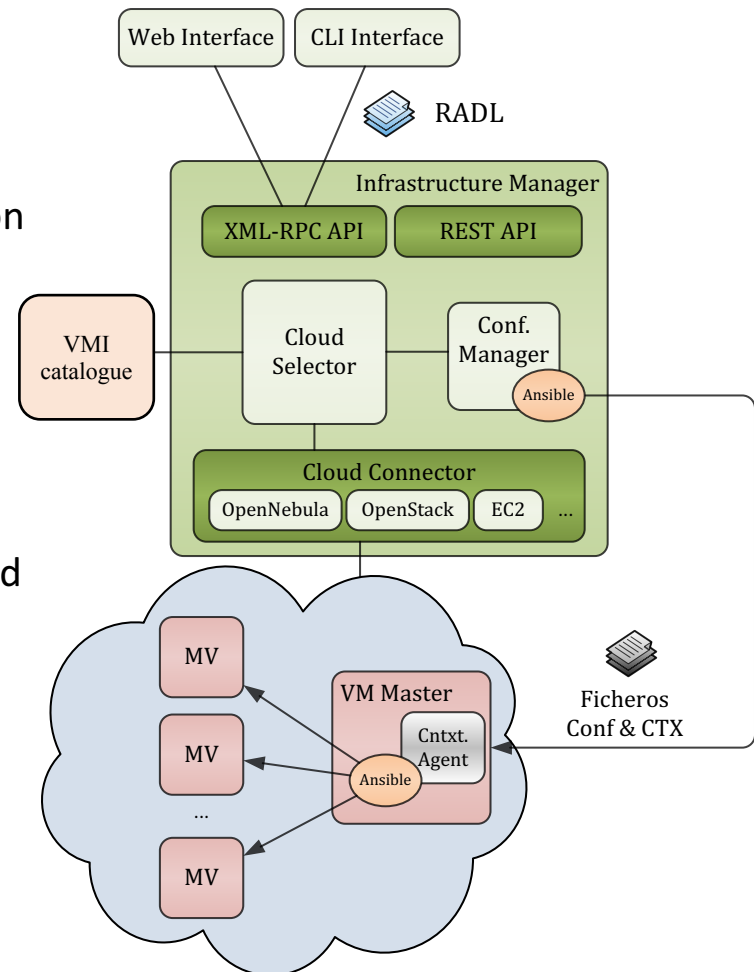 Web Interface
CLI Interface
RADL
Infrastructure Manager
on
XML-RPC API
REST API
VMI
catalogue
Cloud
Selector
Conf.
Manager
Ansible
Cloud Connector
OpenNebula
OpenStack
EC2
...
d
MV
MV
...
MV
VM Master
Cntxt.
Agent
Ansible
Ficheros
Conf & CTX